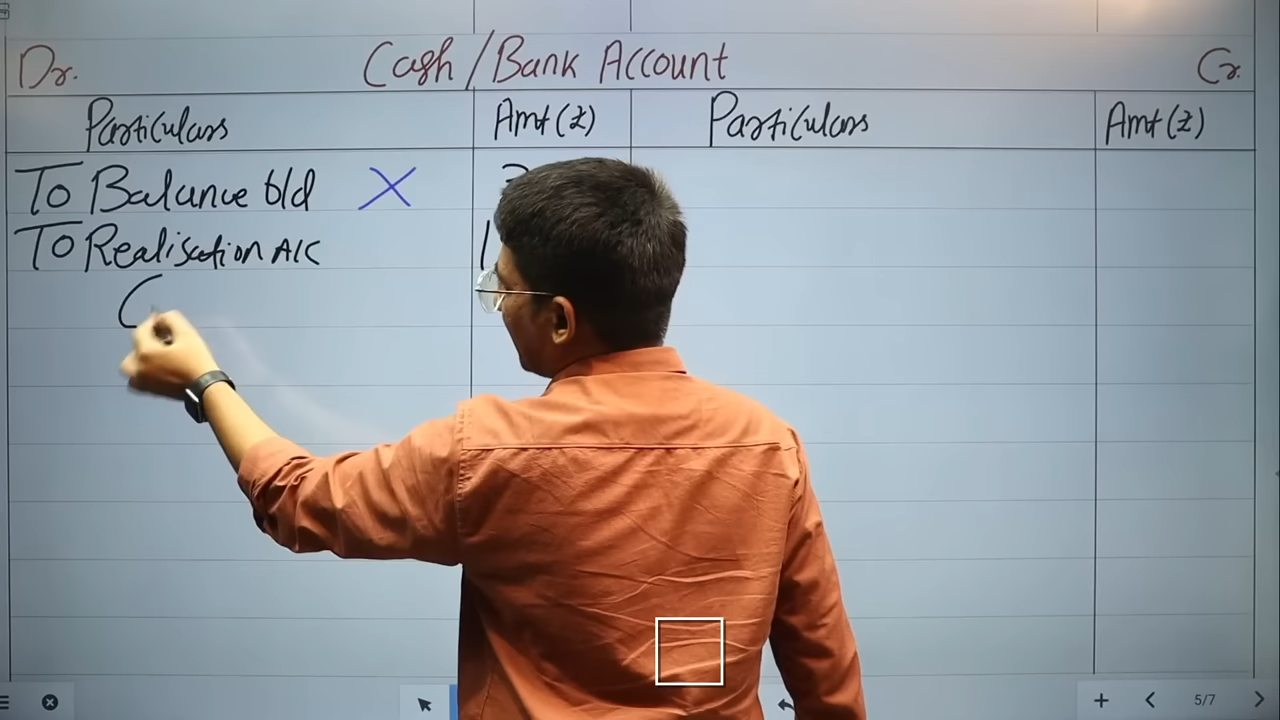 Dr. Cash/Bank Account Cr.
Particulars Amt(₹) Particulars Amt(₹)
To Balance b/d X
To Realisation A/c
5/7